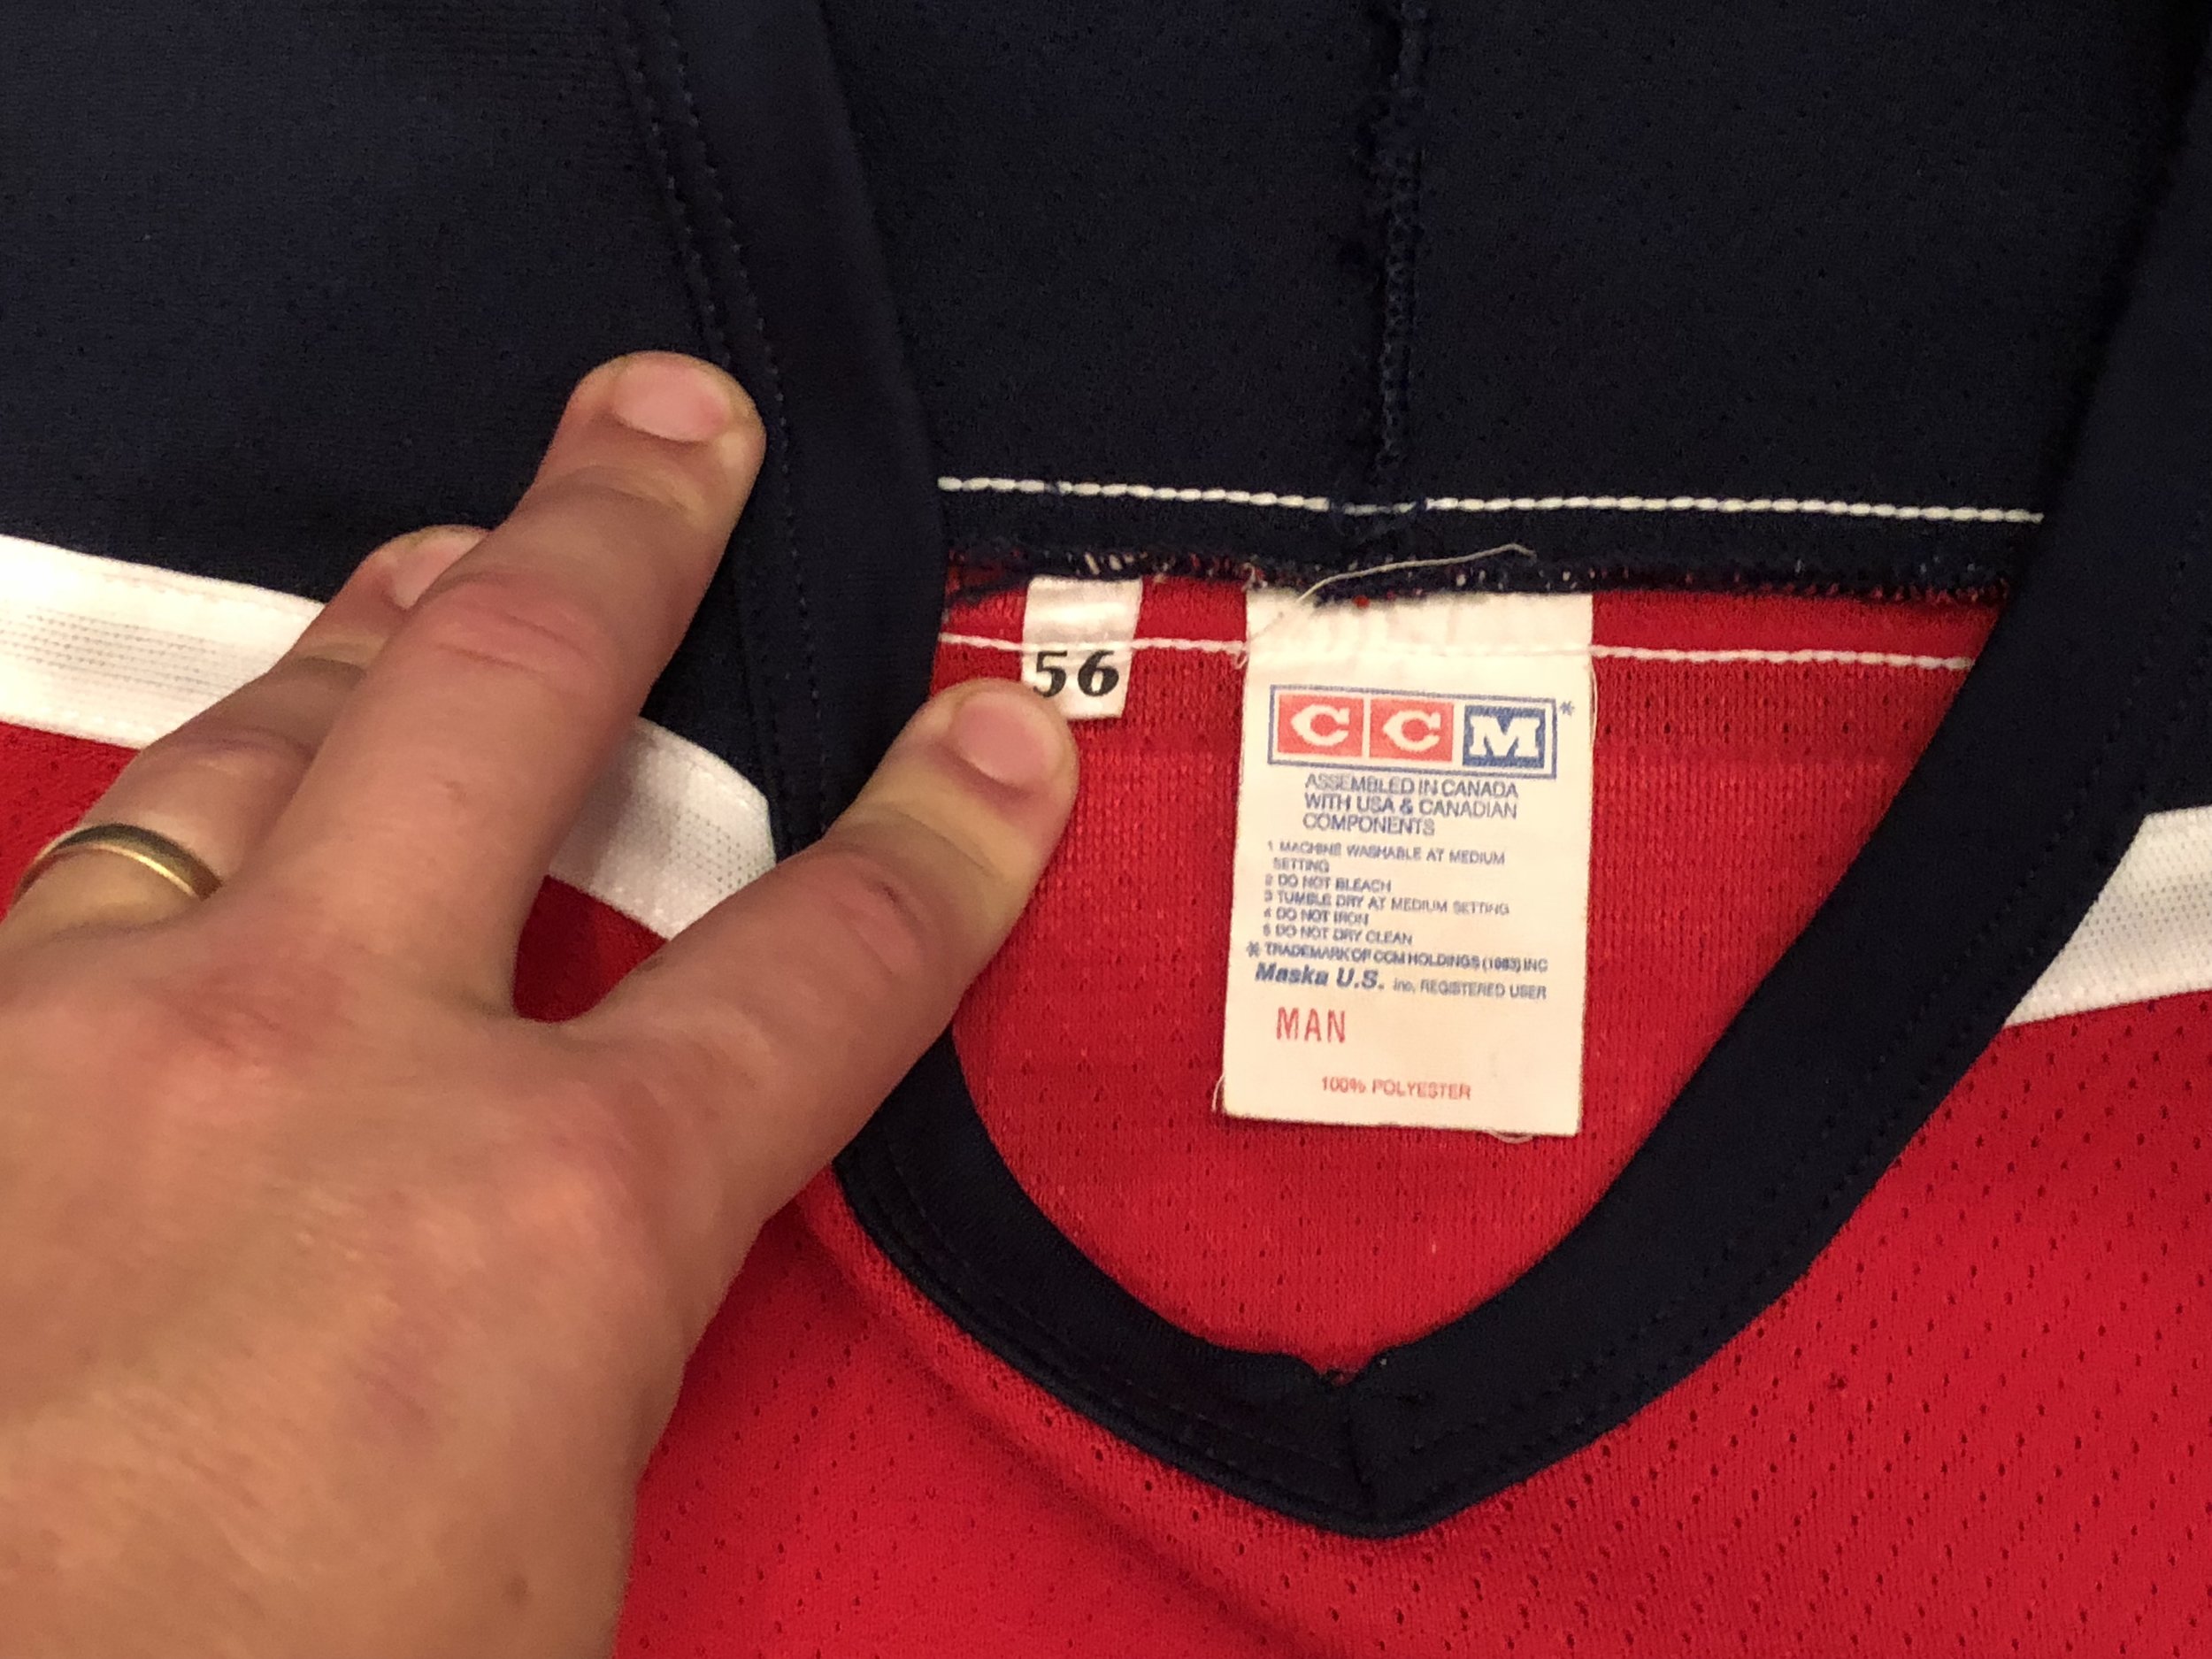 56
CCM*
ASSEMBLED IN CANADA
WITH USA & CANADIAN
COMPONENTS
1 MACHINE WASHABLE AT MEDIUM
SETTING
2 DO NOT BLEACH
3 TUMBLE DRY AT MEDIUM SETTING
4 DO NOT IRON
5 DO NOT DRY CLEAN
* TRADEMARK OF CCM HOLDINGS (1983) INC
Maska U.S. Inc. REGISTERED USER
MAN
100% POLYESTER